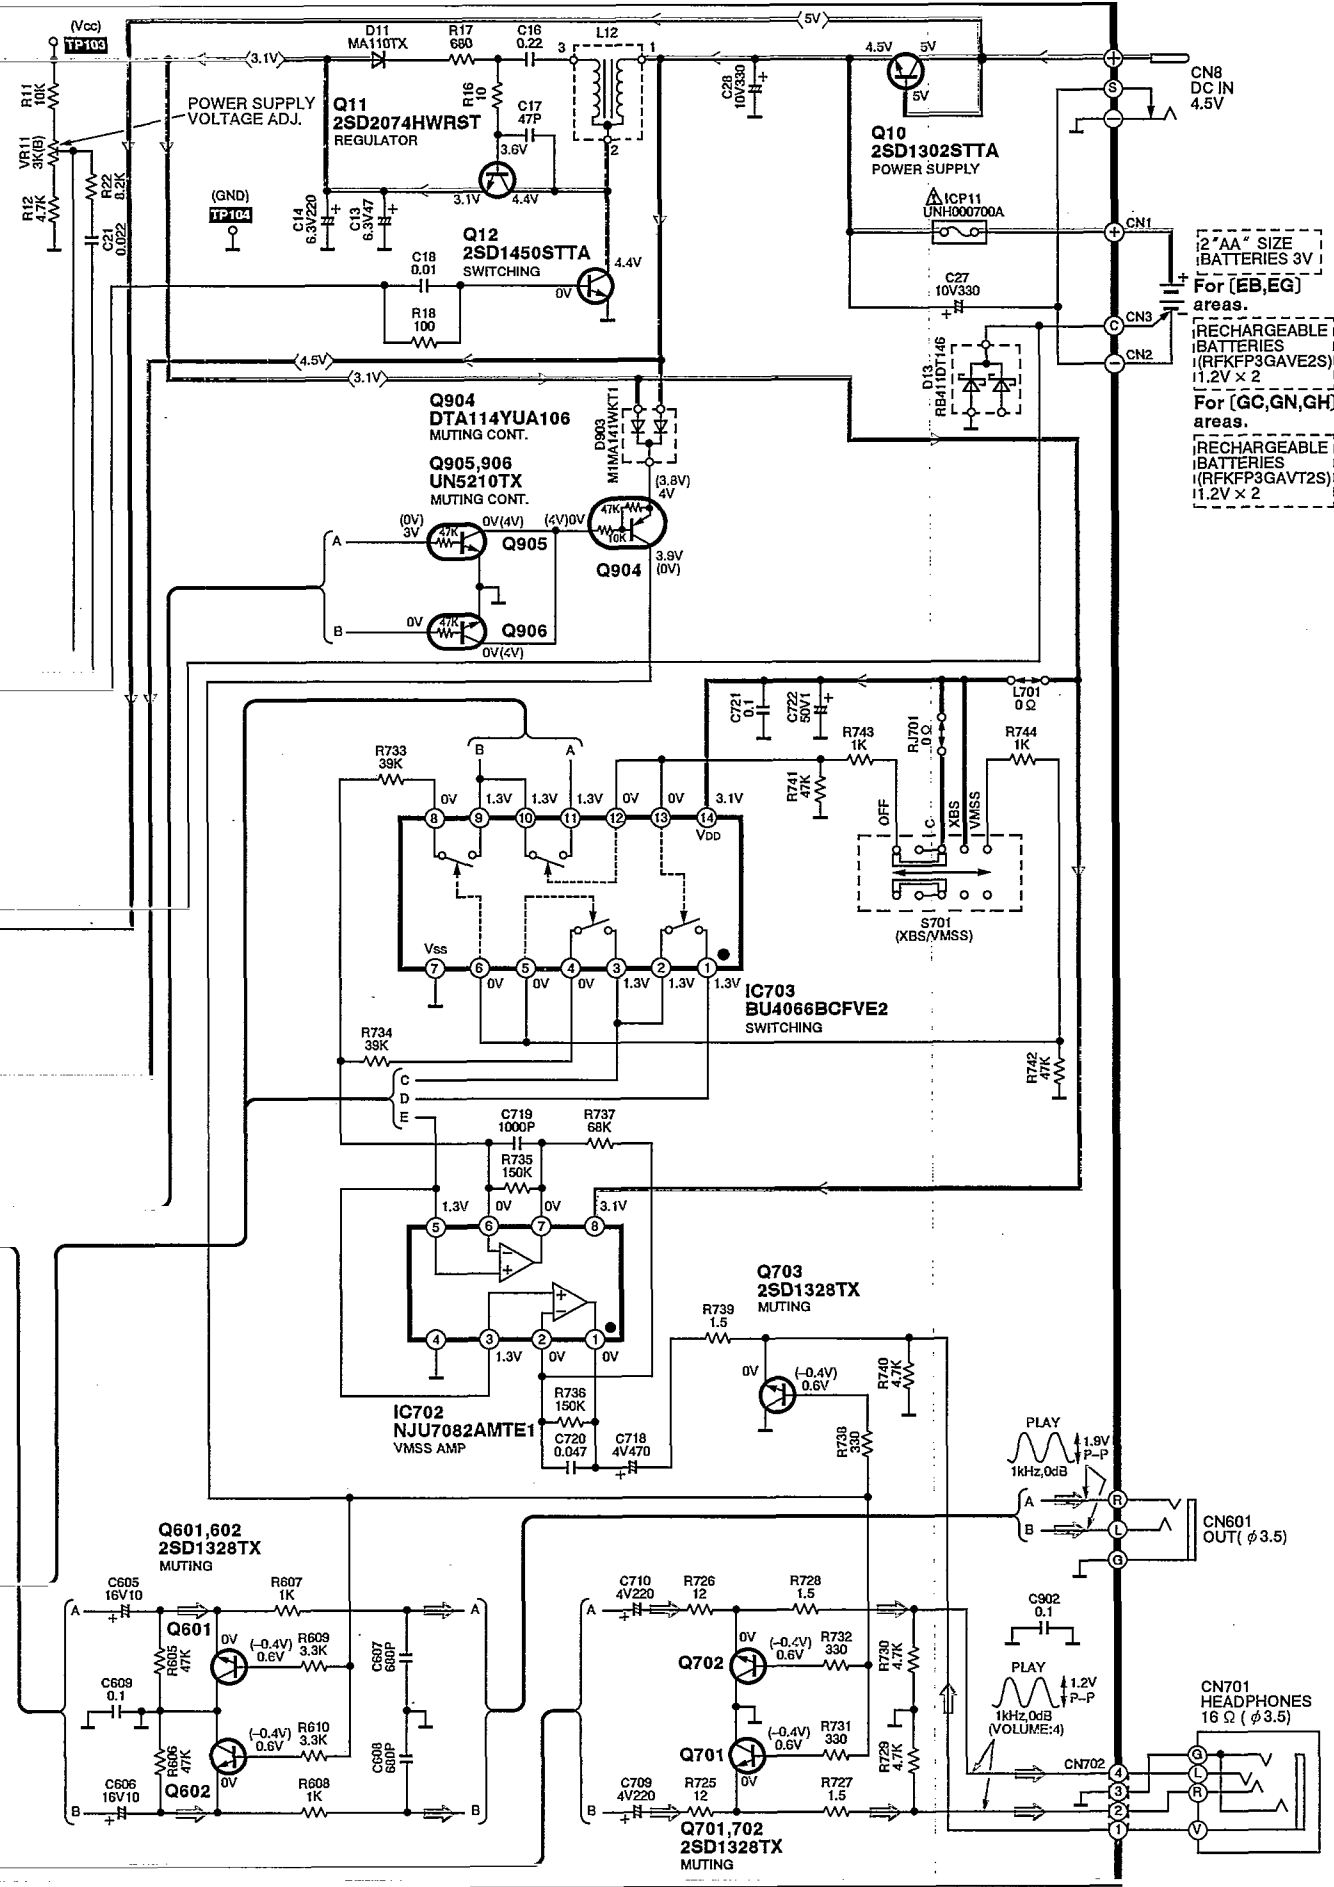 (Vcc)
TP103
R11
10K
POWER SUPPLY
VOLTAGE ADJ.
VR11
3K(B)
R12
4.7K
R22
8.2K
C21
0.022
(GND)
TP104
(3.1V)
D11
MA110TX
R17
680
C16
0.22
L12
3
1
2
R16
10
C17
47P
Q11
2SD2074HWRST
REGULATOR
3.6V
3.1V
4.4V
C14
6.3V220
C13
6.3V47
Q12
2SD1450STTA
SWITCHING
4.4V
0V
C18
0.01
R18
100
(5V)
C28
10V330
4.5V
5V
5V
Q10
2SD1302STTA
POWER SUPPLY
ICP11
UNH000700A
C27
10V330
D13
RB411DT146
+
S
−
CN8
DC IN
4.5V
+
CN1
C
CN3
−
CN2
2 "AA" SIZE
BATTERIES 3V
For [EB,EG]
areas.
RECHARGEABLE
BATTERIES
(RFKFP3GAVE2S)
1.2V × 2
For [GC,GN,GH]
areas.
RECHARGEABLE
BATTERIES
(RFKFP3GAVT2S)
1.2V × 2
(4.5V)
(3.1V)
Q904
DTA114YUA106
MUTING CONT.
Q905,906
UN5210TX
MUTING CONT.
D903
M1MA141WKT1
(3.8V)
4V
47K
10K
Q904
3.9V
(0V)
A
(0V)
3V
47K
0V(4V)
(4V)0V
Q905
B
0V
47K
Q906
0V(4V)
C721
0.1
C722
50V1
R743
1K
R741
47K
RJ701
0 Ω
L701
0 Ω
R744
1K
R733
39K
B
A
0V
1.3V
1.3V
1.3V
0V
0V
3.1V
8
9
10
11
12
13
14
VDD
OFF
C
XBS
VMSS
S701
(XBS/VMSS)
VSS
7
6
5
4
3
2
1
0V
0V
0V
1.3V
1.3V
1.3V
IC703
BU4066BCFVE2
SWITCHING
R734
39K
R742
47K
C
D
E
C719
1000P
R737
68K
R735
150K
1.3V
0V
0V
3.1V
5
6
7
8
4
3
2
1
1.3V
0V
0V
IC702
NJU7082AMTE1
VMSS AMP
R736
150K
C720
0.047
C718
4V470
Q703
2SD1328TX
MUTING
R739
1.5
0V
(−0.4V)
0.6V
R740
4.7K
R738
330
PLAY
1.9V
P-P
1kHz,0dB
A
B
R
L
G
CN601
OUT( φ3.5)
Q601,602
2SD1328TX
MUTING
C605
16V10
R607
1K
A
A
Q601
0V
(−0.4V)
0.6V
R609
3.3K
R605
47K
C607
680P
C609
0.1
R606
47K
(−0.4V)
0.6V
R610
3.3K
C608
680P
C606
16V10
Q602
0V
R608
1K
B
B
C710
4V220
R726
12
R728
1.5
A
0V
Q702
(−0.4V)
0.6V
R732
330
R730
4.7K
Q701
(−0.4V)
0.6V
R731
330
R729
4.7K
0V
C709
4V220
R725
12
R727
1.5
B
Q701,702
2SD1328TX
MUTING
C902
0.1
PLAY
1.2V
P-P
1kHz,0dB
(VOLUME:4)
CN702
4
3
2
1
CN701
HEADPHONES
16 Ω ( φ3.5)
G
L
R
V